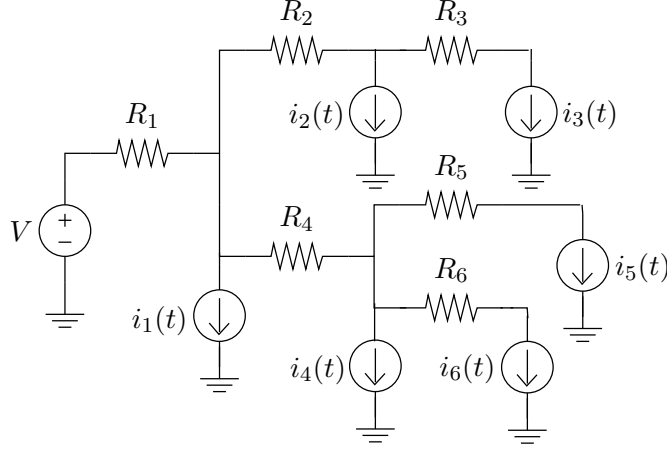 R₂
R₃
R₁
i₂(t)
i₃(t)
R₅
R₄
V
+
−
R₆
i₅(t)
i₁(t)
i₄(t)
i₆(t)